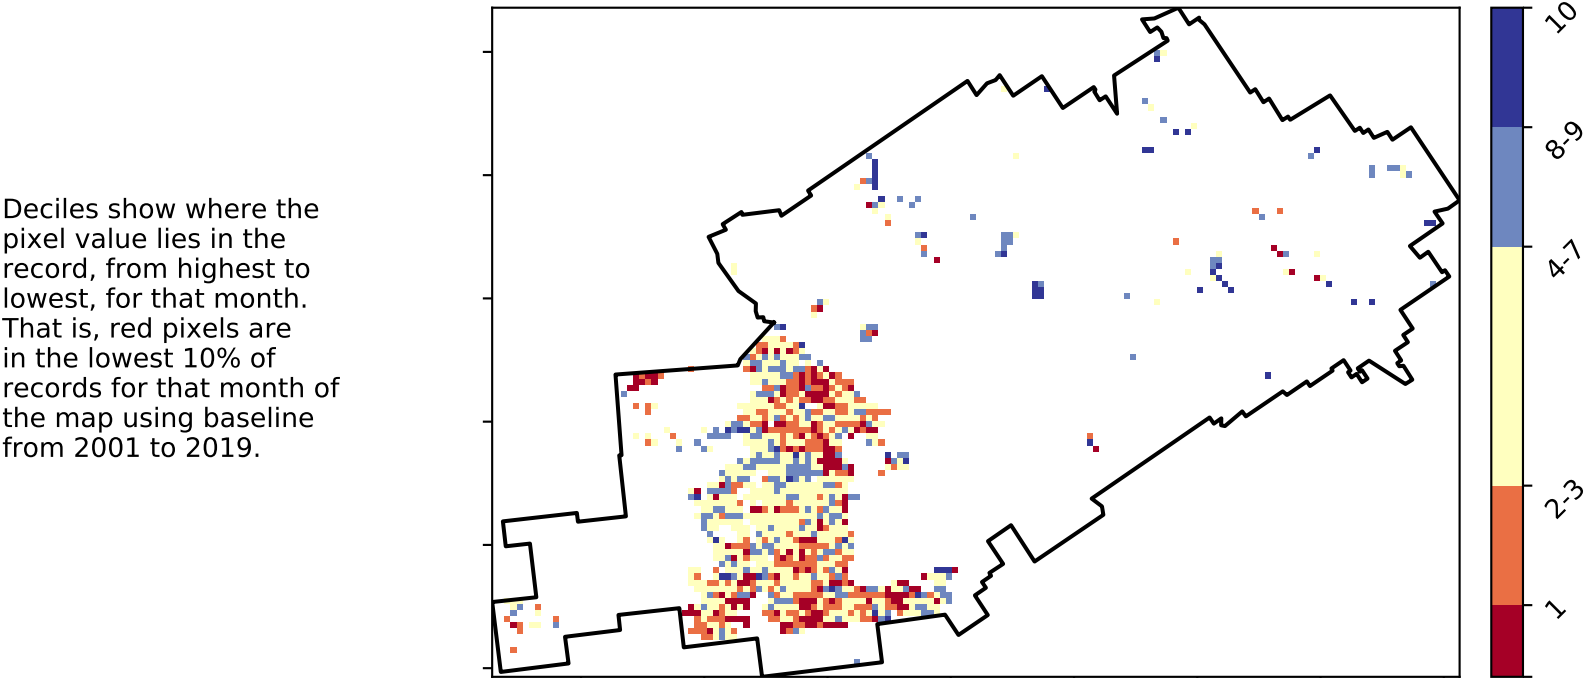 Deciles show where the
pixel value lies in the
record, from highest to
lowest, for that month.
That is, red pixels are
in the lowest 10% of
records for that month of
the map using baseline
from 2001 to 2019.
10
8-9
4-7
2-3
1